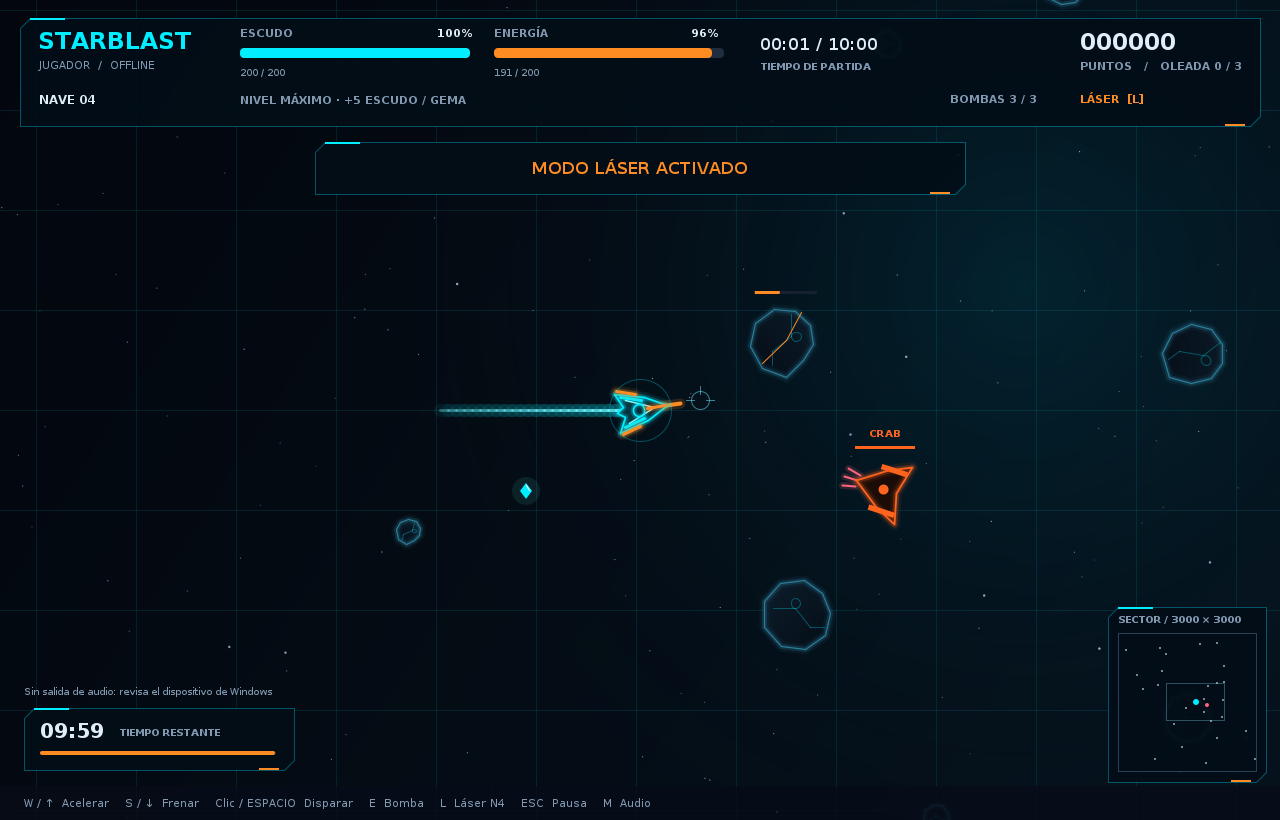 STARBLAST
JUGADOR / OFFLINE
NAVE 04
ESCUDO 100%
200 / 200
ENERGÍA 96%
191 / 200
NIVEL MÁXIMO · +5 ESCUDO / GEMA
00:01 / 10:00
TIEMPO DE PARTIDA
BOMBAS 3 / 3
000000
PUNTOS / OLEADA 0 / 3
LÁSER [L]
MODO LÁSER ACTIVADO
CRAB
SECTOR / 3000 × 3000
Sin salida de audio: revisa el dispositivo de Windows
09:59 TIEMPO RESTANTE
W / ↑ Acelerar S / ↓ Frenar Clic / ESPACIO Disparar E Bomba L Láser N4 ESC Pausa M Audio